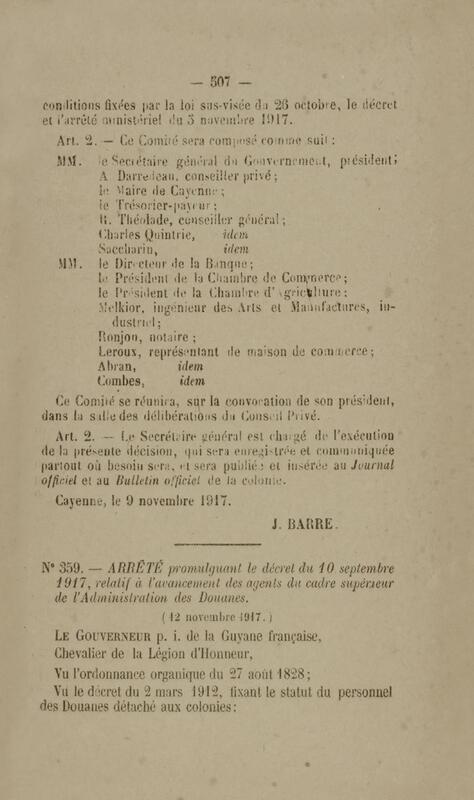 — 507 —
conditions fixées par la loi sus-visée du 26 octobre, le décret
et l'arrêté ministériel du 5 novembre 1917.
Art. 2. — Ce Comité sera composé comme suit :
MM. le Secrétaire général du Gouvernement, président;
A. Darredeau, conseiller privé;
le Maire de Cayenne;
le Trésorier-payeur;
R. Théolade, conseiller général;
Charles Quintrie, idem
Saccharin, idem
MM. le Directeur de la Banque;
le Président de la Chambre de Commerce;
le Président de la Chambre d'Agriculture;
Melkior, ingénieur des Arts et Manufactures, in-
dustriel;
Ronjon, notaire;
Leroux, représentant de maison de commerce;
Abran, idem
Combes, idem
Ce Comité se réunira, sur la convocation de son président,
dans la salle des délibérations du Conseil Privé.
Art. 2. — Le Secrétaire général est chargé de l'exécution
de la présente décision, qui sera enregistrée et communiquée
partout où besoin sera, et sera publiée et insérée au Journal
officiel et au Bulletin officiel de la colonie.
Cayenne, le 9 novembre 1917.
J. BARRE.
N° 359. — ARRÊTÉ promulguant le décret du 10 septembre
1917, relatif à l'avancement des agents du cadre supérieur
de l'Administration des Douanes.
(12 novembre 1917.)
LE GOUVERNEUR p. i. de la Guyane française,
Chevalier de la Légion d'Honneur,
Vu l'ordonnance organique du 27 août 1828;
Vu le décret du 2 mars 1912, fixant le statut du personnel
des Douanes détaché aux colonies;